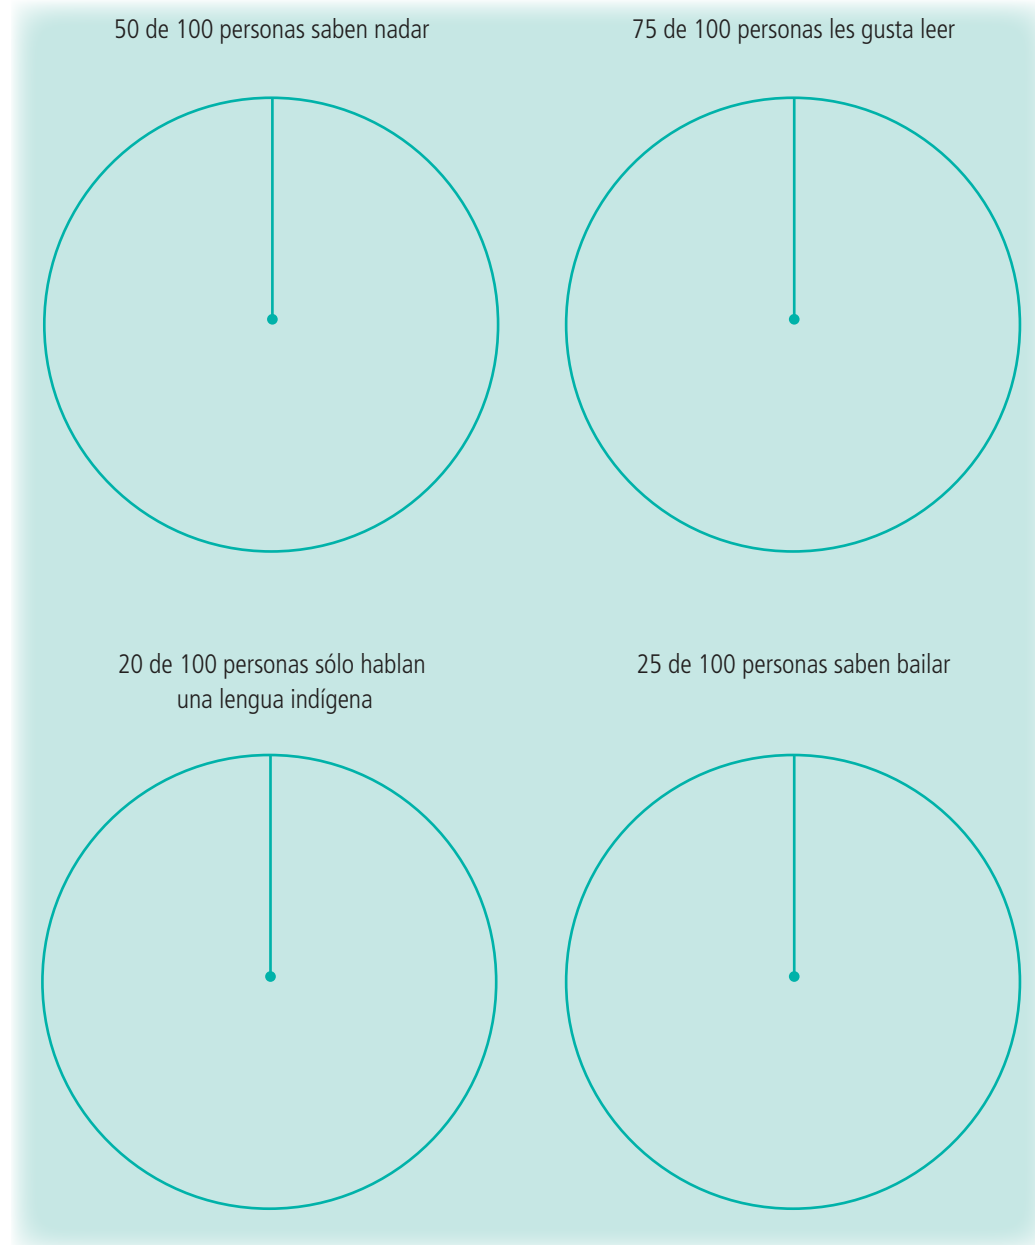 50 de 100 personas saben nadar
75 de 100 personas les gusta leer
20 de 100 personas sólo hablan
una lengua indígena
25 de 100 personas saben bailar